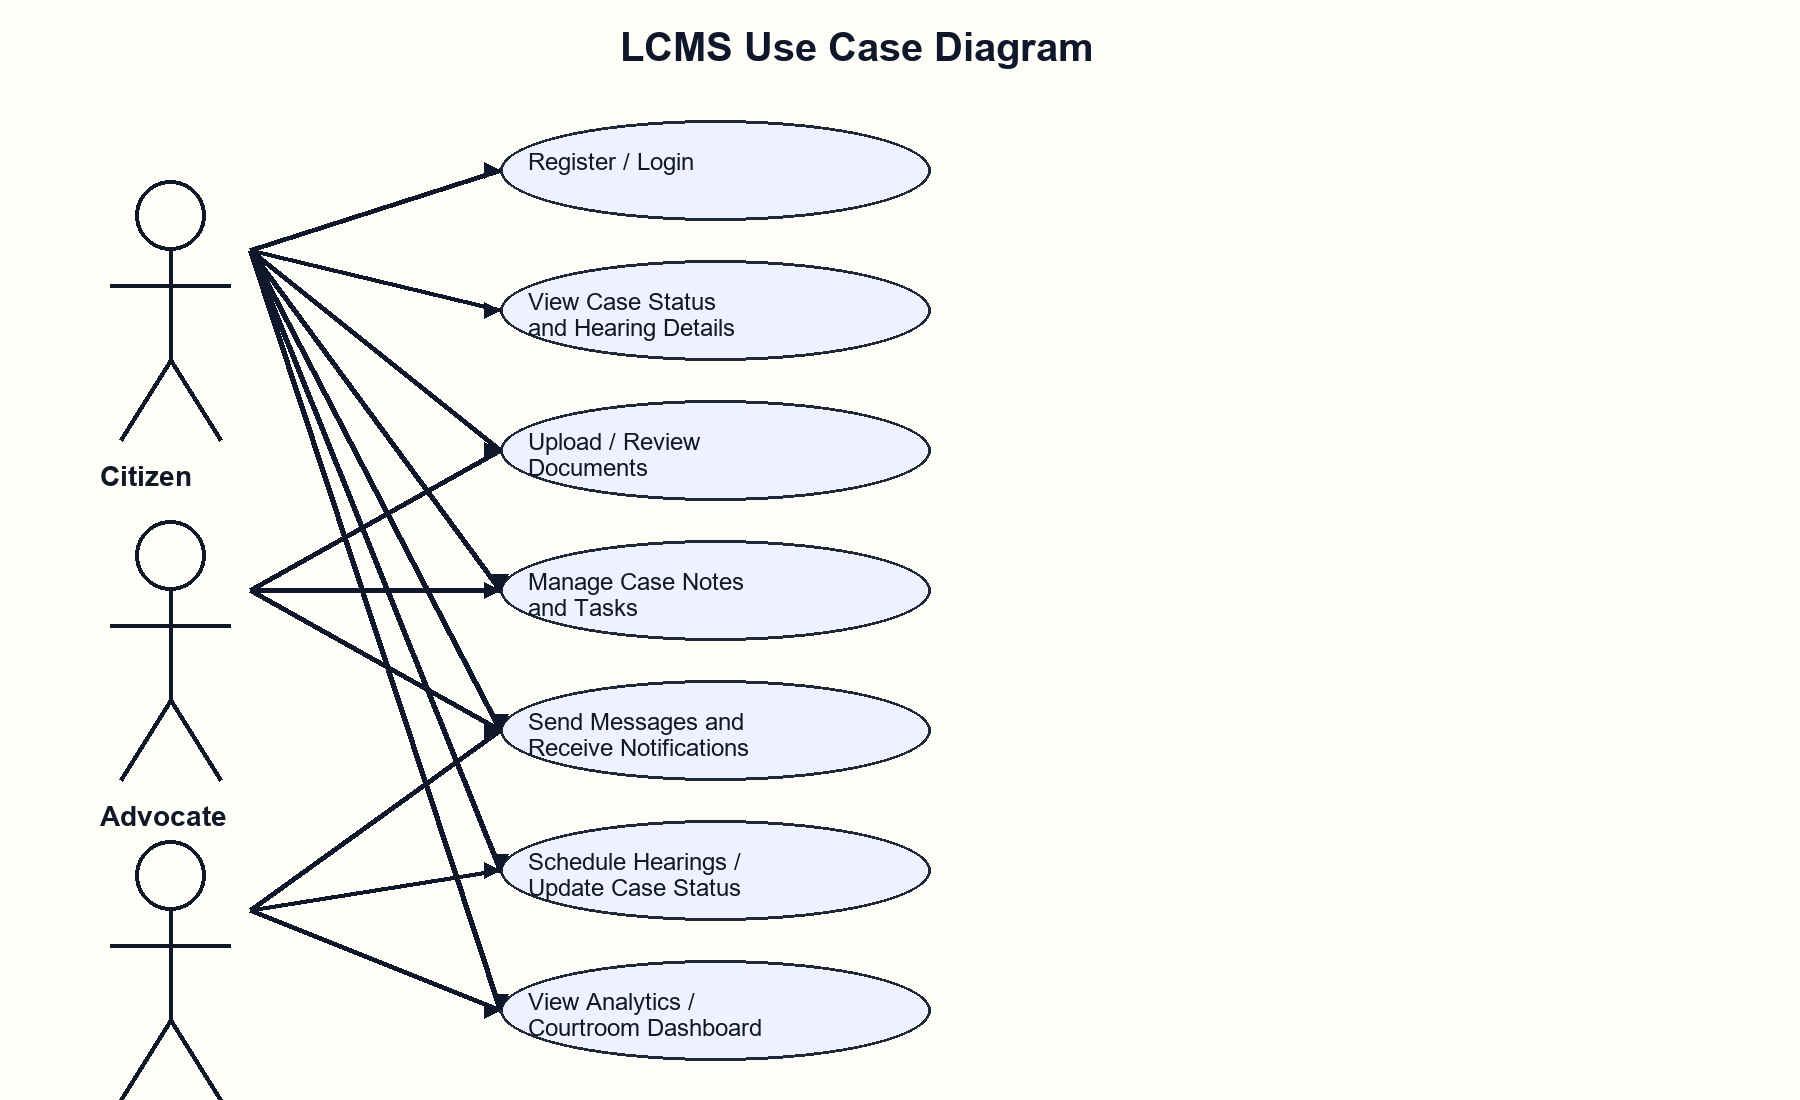 LCMS Use Case Diagram
Register / Login
View Case Status
and Hearing Details
Citizen
Upload / Review
Documents
Manage Case Notes
and Tasks
Send Messages and
Receive Notifications
Advocate
Schedule Hearings /
Update Case Status
View Analytics /
Courtroom Dashboard